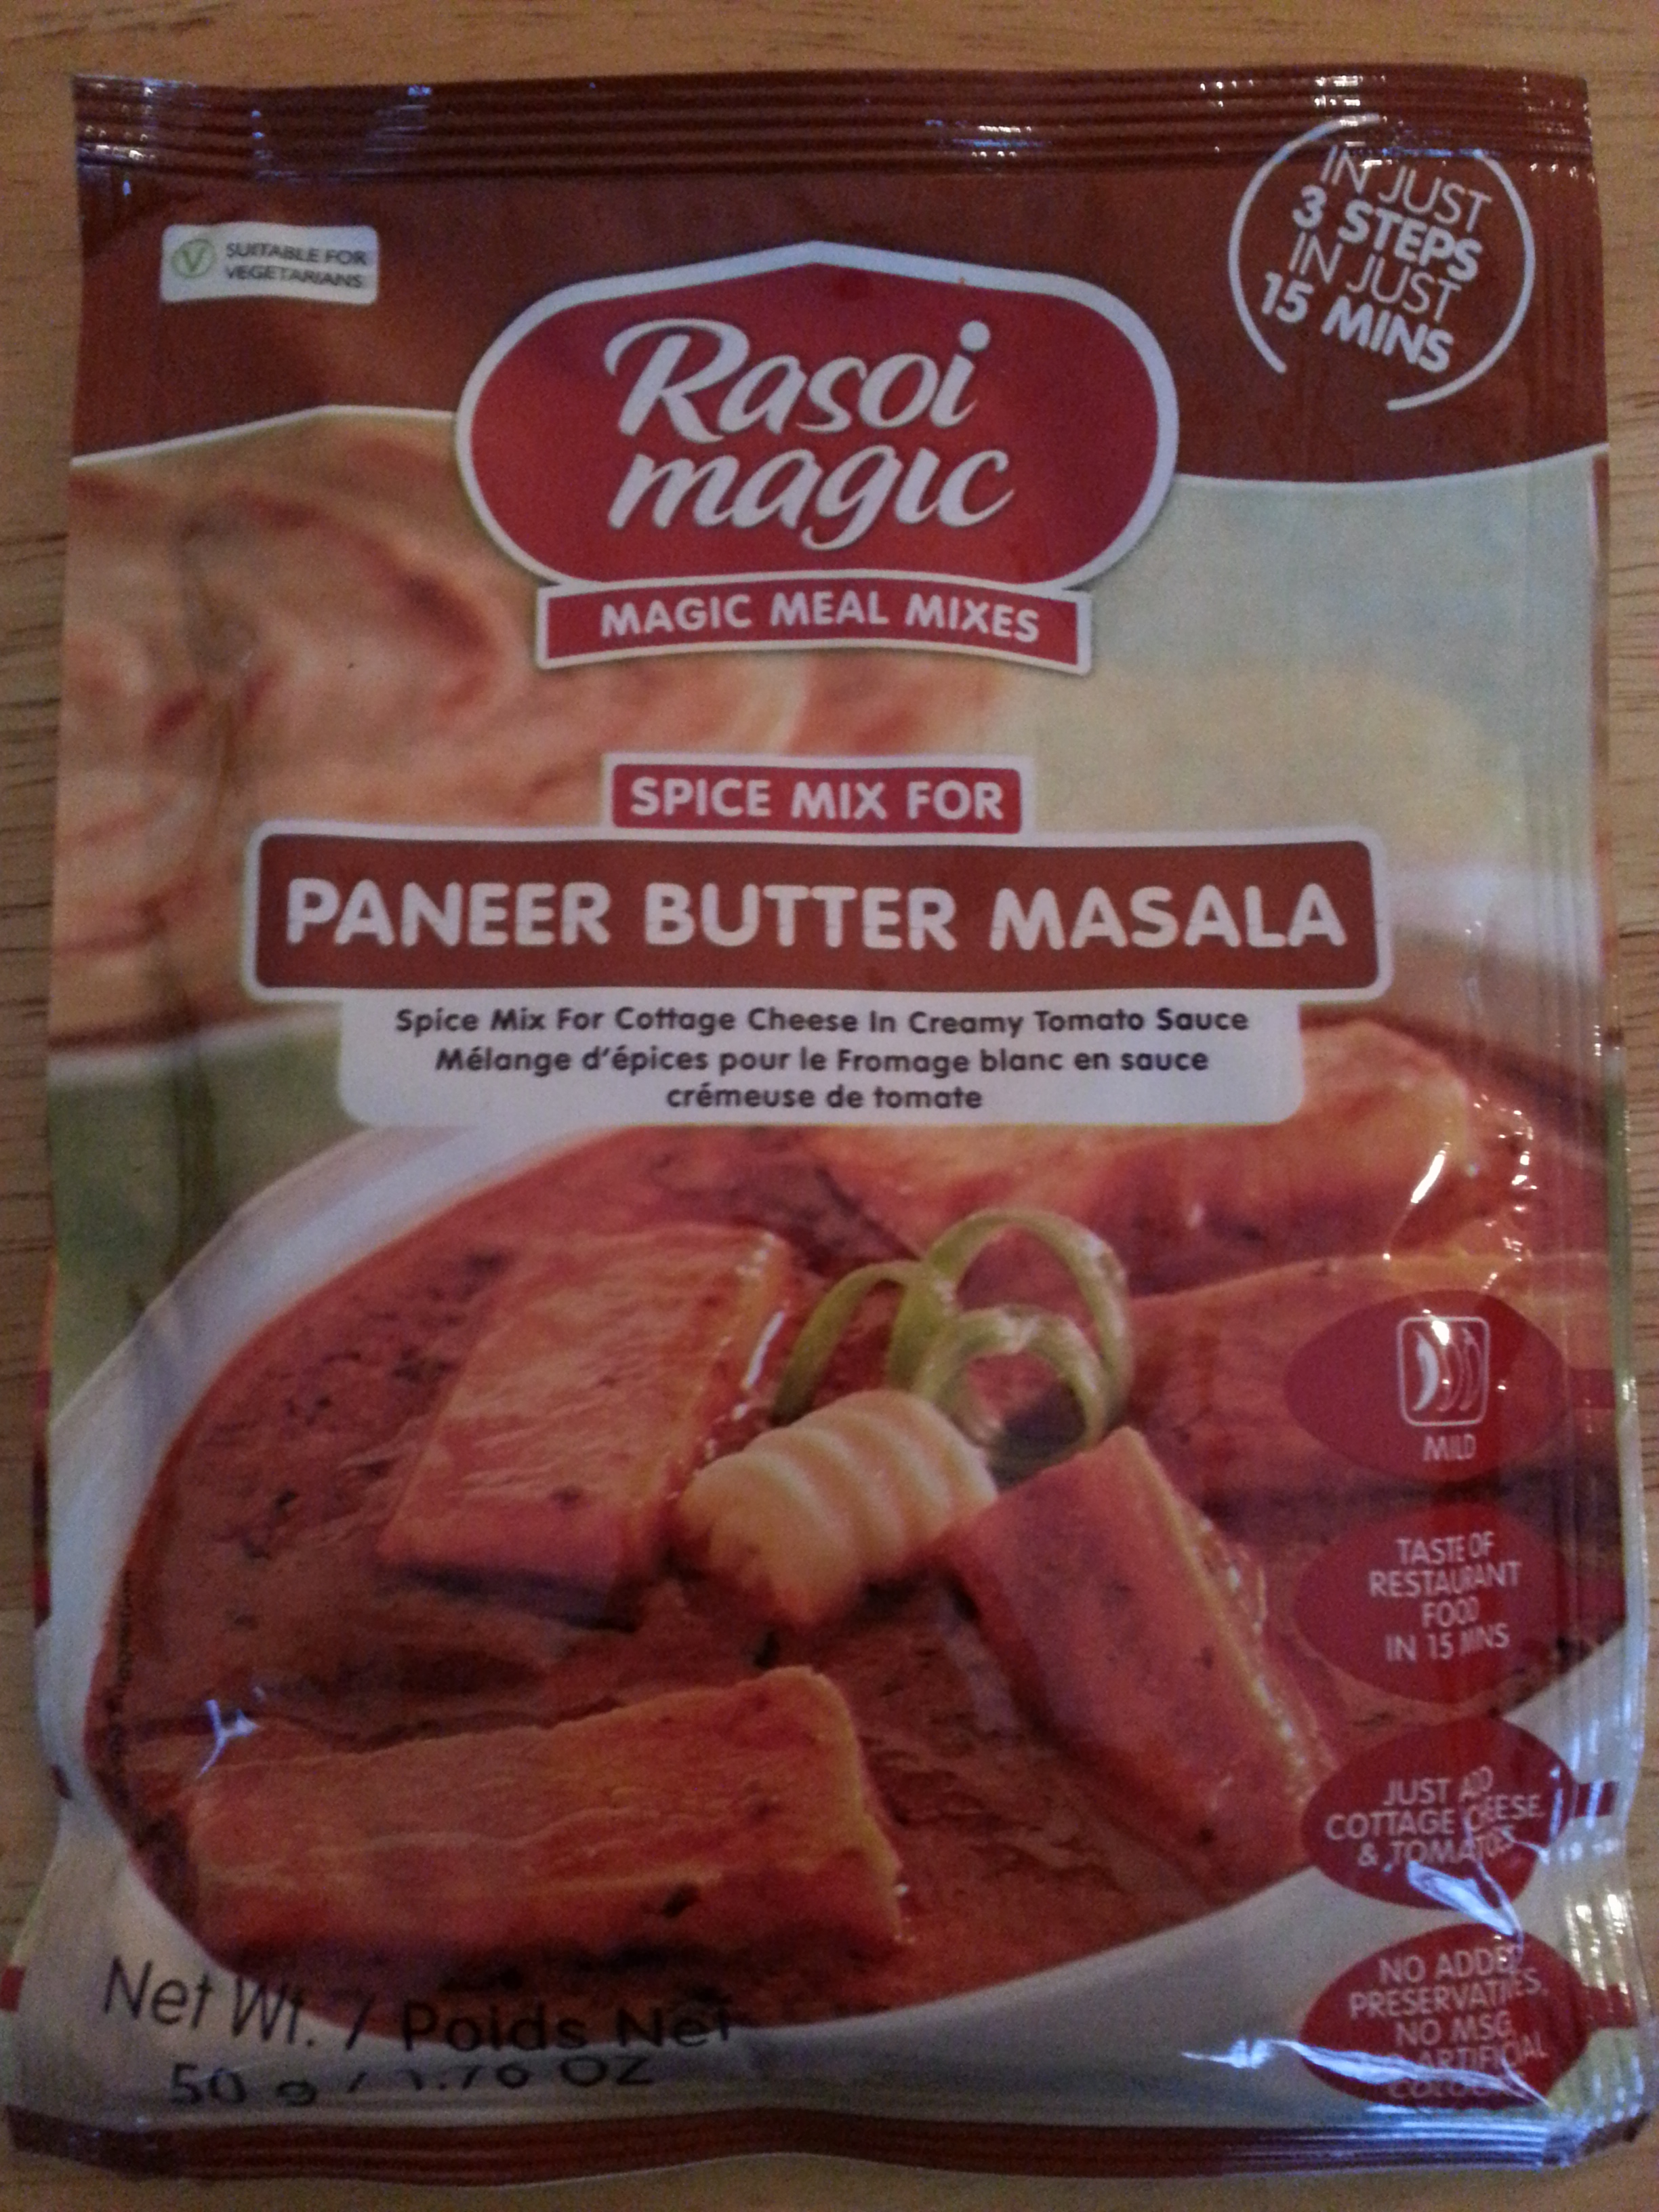 SUITABLE FOR
VEGETARIANS
IN JUST
3 STEPS
IN JUST
15 MINS
Rasoi
magic
MAGIC MEAL MIXES
SPICE MIX FOR
PANEER BUTTER MASALA
Spice Mix For Cottage Cheese In Creamy Tomato Sauce
Mélange d'épices pour le Fromage blanc en sauce
crémeuse de tomate
MILD
TASTE OF
RESTAURANT
FOOD
IN 15 MINS
JUST ADD
COTTAGE CHEESE,
& TOMATOES
NO ADDED
PRESERVATIVES,
NO MSG
ARTIFICIAL
Net Wt. / Poids Net
50 g / 1.76 OZ